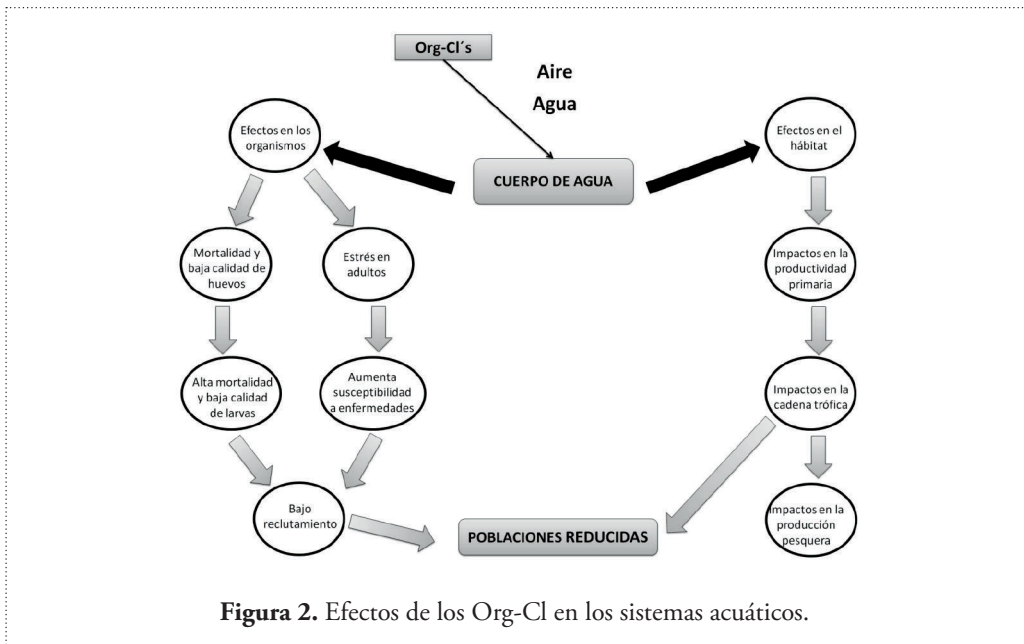 Org-Cl´s
Aire
Agua
CUERPO DE AGUA
Efectos en los
organismos
Efectos en el
hábitat
Mortalidad y
baja calidad de
huevos
Estrés en
adultos
Impactos en la
productividad
primaria
Alta mortalidad
y baja calidad
de larvas
Aumenta
susceptibilidad
a enfermedades
Impactos en la
cadena trófica
Bajo
reclutamiento
POBLACIONES REDUCIDAS
Impactos en la
producción
pesquera
Figura 2. Efectos de los Org-Cl en los sistemas acuáticos.